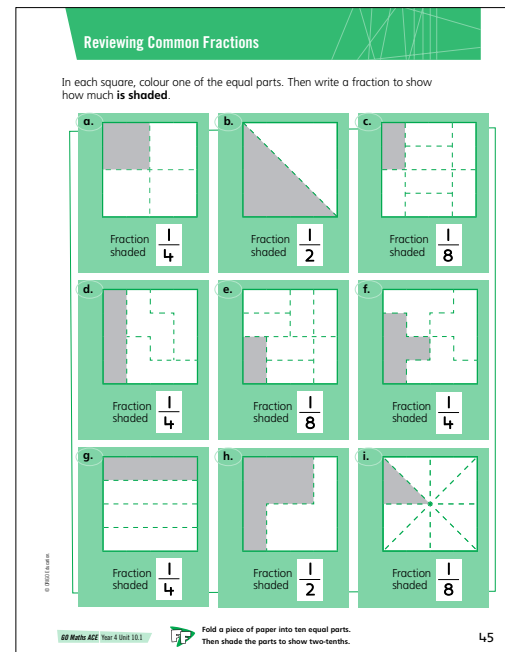 Reviewing Common Fractions
In each square, colour one of the equal parts. Then write a fraction to show
how much is shaded.
a.
b.
c.
Fraction
shaded
1
4
Fraction
shaded
1
2
Fraction
shaded
1
8
d.
e.
f.
Fraction
shaded
1
4
Fraction
shaded
1
8
Fraction
shaded
1
4
g.
h.
i.
Fraction
shaded
1
4
Fraction
shaded
1
2
Fraction
shaded
1
8
© ORIGO Education.
GO Maths ACE Year 4 Unit 10.1
Fold a piece of paper into ten equal parts.
Then shade the parts to show two-tenths.
45